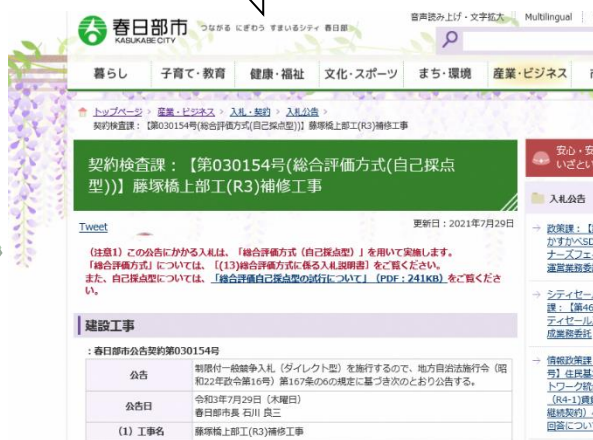 春日部市
KASUKABE CITY
つながる にぎわう すまいるシティ 春日部
音声読み上げ・文字拡大
Multilingual
暮らし
子育て・教育
健康・福祉
文化・スポーツ
まち・環境
産業・ビジネス
トップページ › 産業・ビジネス › 入札・契約 › 入札公告 ›
契約検査課：【第030154号(総合評価方式(自己採点型))】藤塚橋上部工(R3)補修工事
契約検査課：【第030154号(総合評価方式(自己採点
型))】藤塚橋上部工(R3)補修工事
Tweet
更新日：2021年7月29日
（注意1）この公告にかかる入札は、「総合評価方式（自己採点型）」を用いて実施します。
「総合評価方式」については、「(13)総合評価方式に係る入札説明書」をご覧ください。
また、自己採点型については、「総合評価自己採点型の試行について」（PDF：241KB）をご覧くださ
い。
建設工事
：春日部市公告契約第030154号
公告
制限付一般競争入札（ダイレクト型）を施行するので、地方自治法施行令（昭
和22年政令第16号）第167条の6の規定に基づき次のとおり公告する。
公告日
令和3年7月29日（木曜日）
春日部市長 石川 良三
(1) 工事名
藤塚橋上部工(R3)補修工事
安心・安
いざとい
入札公告
政策課：【
かすかべSD
ナーズフェ
運営業務委
シティセー
課：【第46
ティセール
成業務委託
情報政策課
号】住民基
トワーク統
（R4-1)賃
継続契約）
回答につい